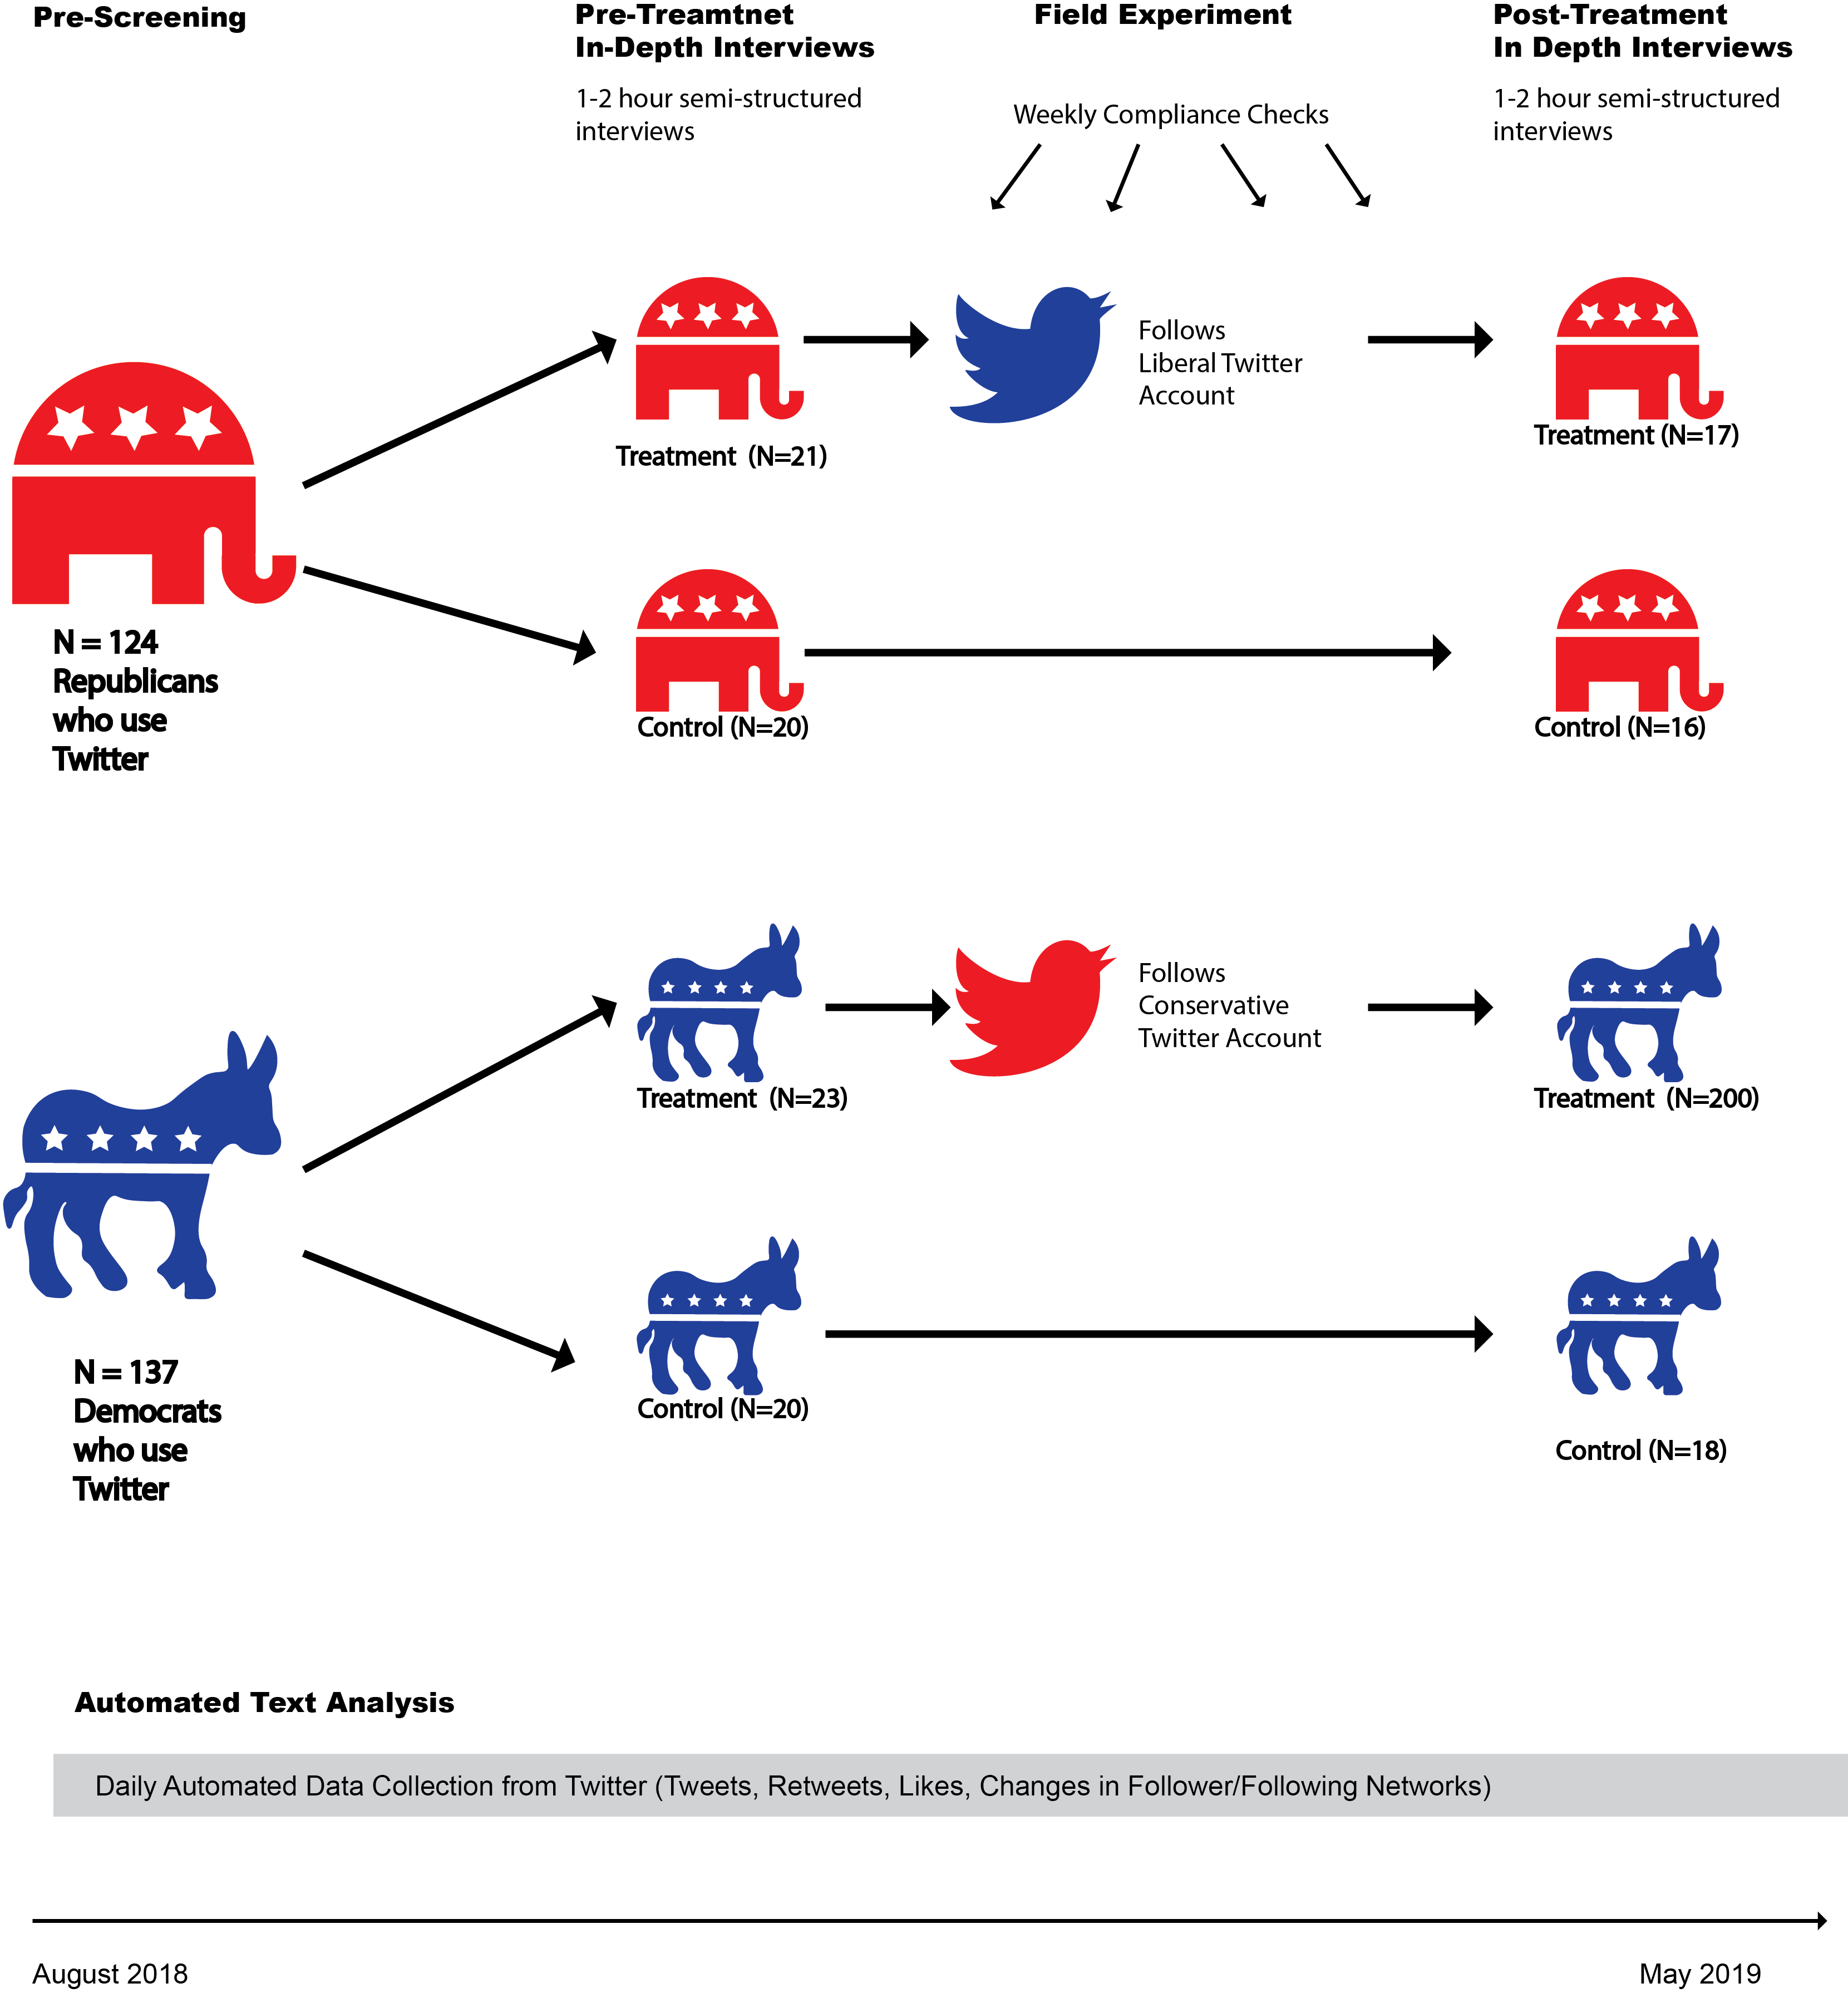 Pre-Screening
Pre-Treamtnet
In-Depth Interviews
1-2 hour semi-structured
interviews
Field Experiment
Weekly Compliance Checks
Post-Treatment
In Depth Interviews
1-2 hour semi-structured
interviews
N = 124
Republicans
who use
Twitter
Treatment (N=21)
Follows
Liberal Twitter
Account
Treatment (N=17)
Control (N=20)
Control (N=16)
N = 137
Democrats
who use
Twitter
Treatment (N=23)
Follows
Conservative
Twitter Account
Treatment (N=200)
Control (N=20)
Control (N=18)
Automated Text Analysis
Daily Automated Data Collection from Twitter (Tweets, Retweets, Likes, Changes in Follower/Following Networks)
August 2018
May 2019